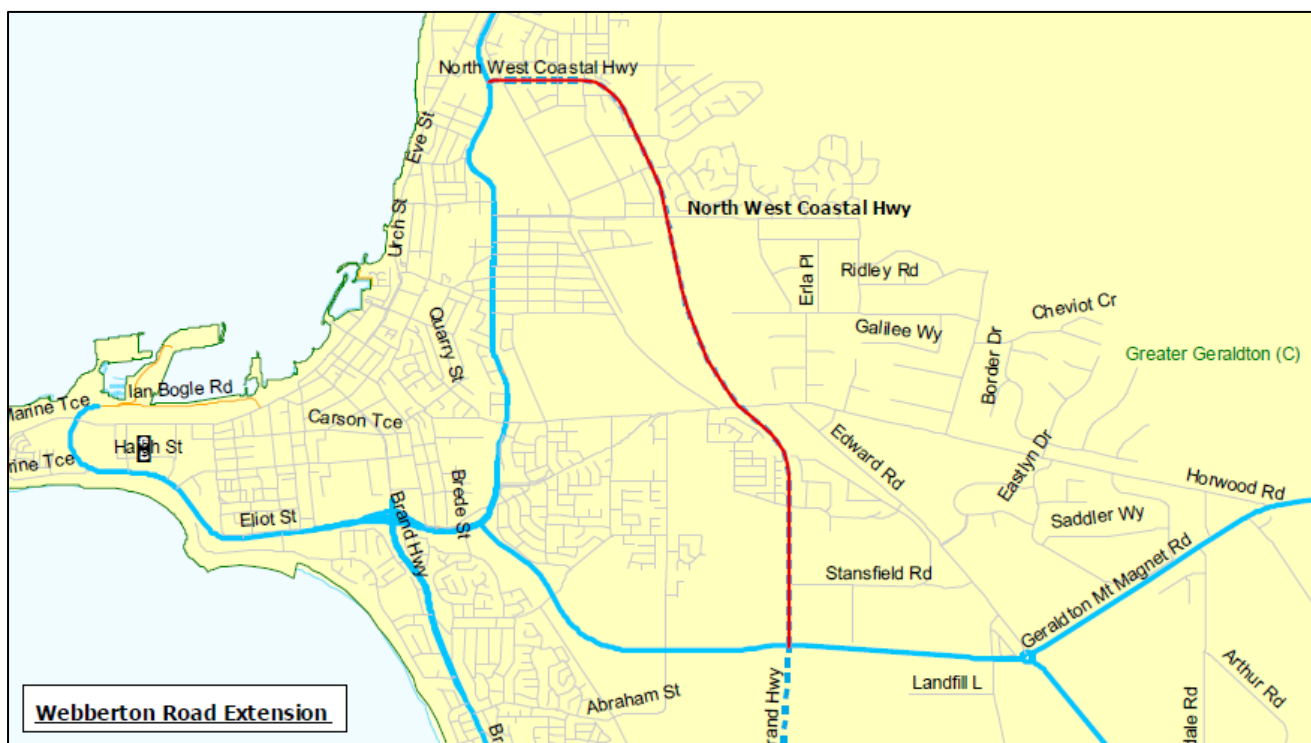 North West Coastal Hwy
Eve St
Urch St
North West Coastal Hwy
Erla Pl
Ridley Rd
Cheviot Cr
Galilee Wy
Border Dr
Greater Geraldton (C)
Quarry St
Ian Bogle Rd
Marine Tce
Carson Tce
Edward Rd
Eastlyn Dr
Horwood Rd
rine Tce
Brede St
Saddler Wy
Eliot St
Brand Hwy
Stansfield Rd
Geraldton Mt Magnet Rd
Landfill L
Arthur Rd
Abraham St
rand Hwy
dale Rd
Br
Webberton Road Extension